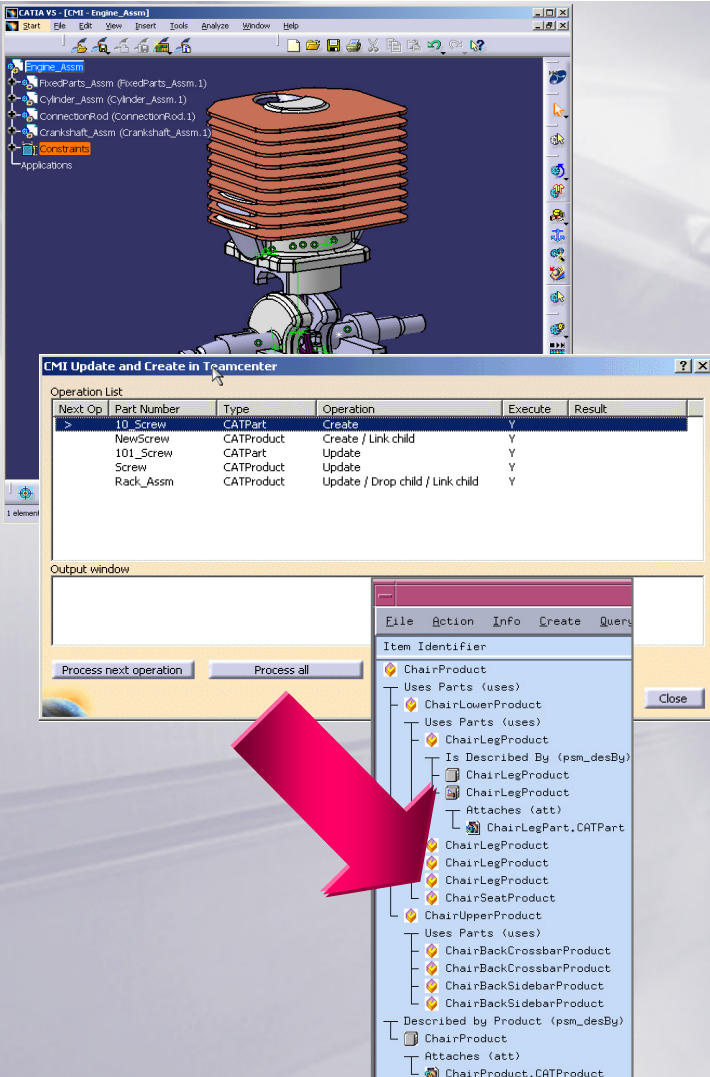 CATIA V5 - [CMI - Engine_Assm]
Start File Edit View Insert Tools Analyze Window Help
Engine_Assm
FixedParts_Assm (FixedParts_Assm.1)
Cylinder_Assm (Cylinder_Assm.1)
ConnectionRod (ConnectionRod.1)
Crankshaft_Assm (Crankshaft_Assm.1)
Constraints
Applications
1 element
CMI Update and Create in Teamcenter
Operation List
Next Op Part Number Type Operation Execute Result
> 10_Screw CATPart Create Y
NewScrew CATProduct Create / Link child Y
101_Screw CATPart Update Y
Screw CATProduct Update Y
Rack_Assm CATProduct Update / Drop child / Link child Y
Output window
Process next operation Process all Close
File Action Info Create Query
Item Identifier
ChairProduct
Uses Parts (uses)
ChairLowerProduct
Uses Parts (uses)
ChairLegProduct
Is Described By (psm_desBy)
ChairLegProduct
ChairLegProduct
Attaches (att)
ChairLegPart.CATPart
ChairLegProduct
ChairLegProduct
ChairLegProduct
ChairSeatProduct
ChairUpperProduct
Uses Parts (uses)
ChairBackCrossbarProduct
ChairBackCrossbarProduct
ChairBackSidebarProduct
ChairBackSidebarProduct
Described by Product (psm_desBy)
ChairProduct
Attaches (att)
ChairProduct.CATProduct